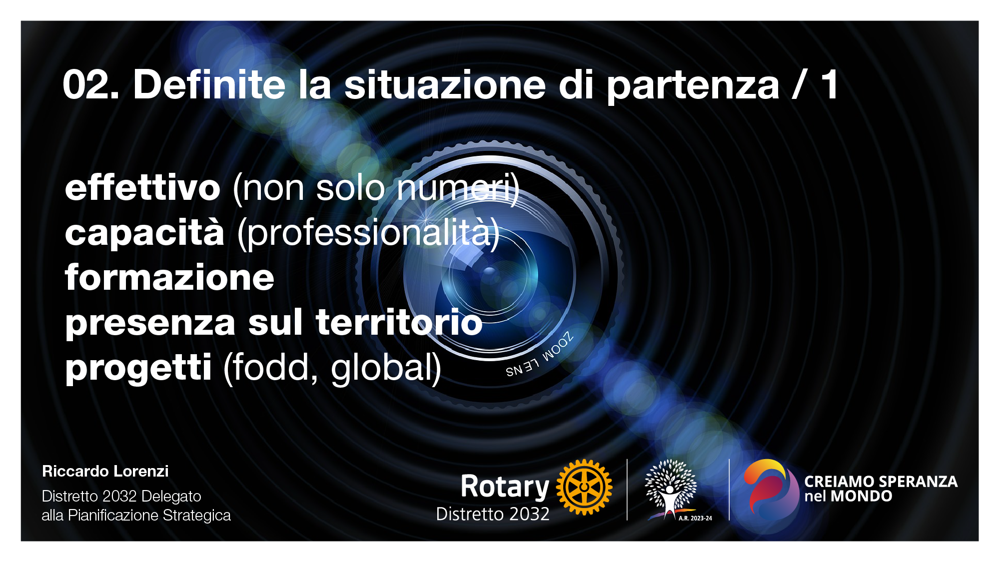 02. Definite la situazione di partenza / 1
effettivo (non solo numeri)
capacità (professionalità)
formazione
presenza sul territorio
progetti (fodd, global)
ZOOM LENS
Riccardo Lorenzi
Distretto 2032 Delegato
alla Pianificazione Strategica
Rotary
Distretto 2032
A.R. 2023-24
CREIAMO SPERANZA
nel MONDO